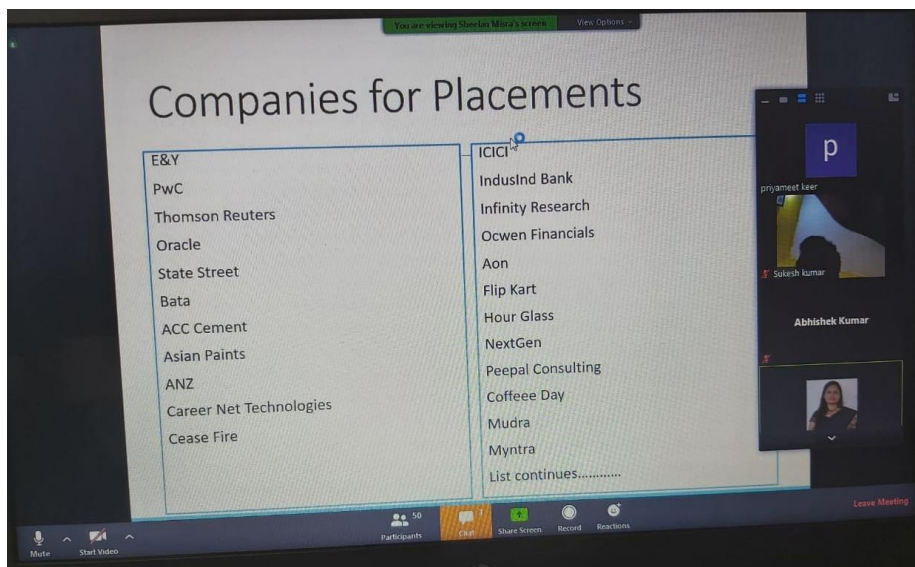 You are viewing Sheelan Misra's screen
View Options
Companies for Placements
E&Y
PwC
Thomson Reuters
Oracle
State Street
Bata
ACC Cement
Asian Paints
ANZ
Career Net Technologies
Cease Fire
ICICI
IndusInd Bank
Infinity Research
Ocwen Financials
Aon
Flip Kart
Hour Glass
NextGen
Peepal Consulting
Coffeee Day
Mudra
Myntra
List continues............
p
priyameet keer
Sukesh kumar
Abhishek Kumar
Mute
Start Video
50
Participants
Chat
Share Screen
Record
Reactions
Leave Meeting